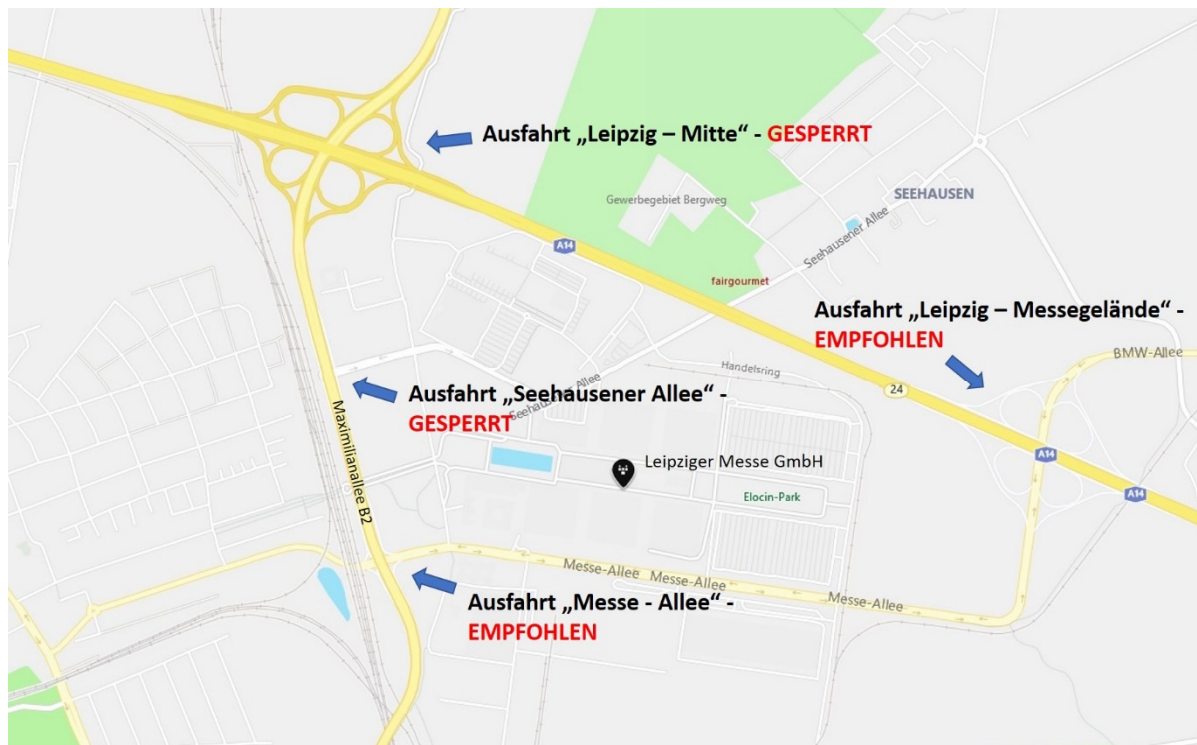 Ausfahrt „Leipzig – Mitte“ - GESPERRT
Gewerbegebiet Bergweg
SEEHAUSEN
Seehausener Allee
A14
fairgourmet
Ausfahrt „Leipzig – Messegelände“ -
EMPFOHLEN
BMW-Allee
Handelsring
24
Ausfahrt „Seehausener Allee“ -
GESPERRT
Seehausener Allee
Maximilianallee B2
Leipziger Messe GmbH
A14
Elocin-Park
A14
Messe-Allee
Messe-Allee
Messe-Allee
Ausfahrt „Messe - Allee“ -
EMPFOHLEN